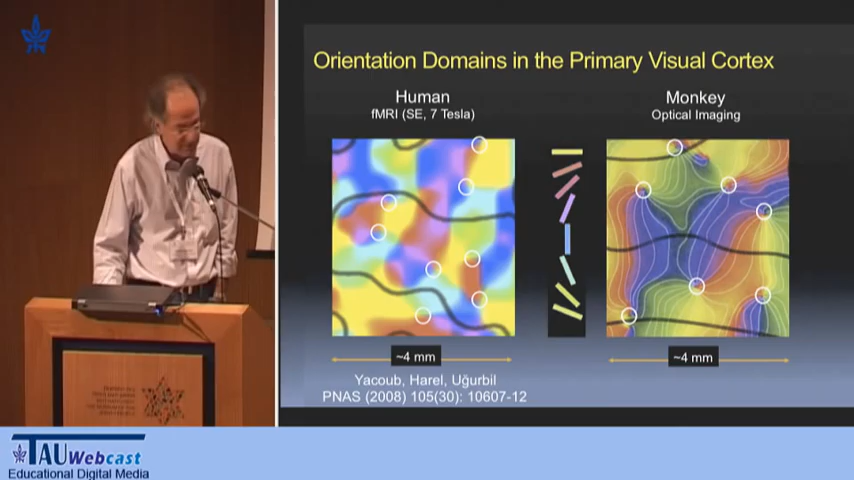 Orientation Domains in the Primary Visual Cortex
Human
fMRI (SE, 7 Tesla)
Monkey
Optical Imaging
~4 mm
~4 mm
Yacoub, Harel, Uğurbil
PNAS (2008) 105(30): 10607-12
TAU Webcast
Educational Digital Media